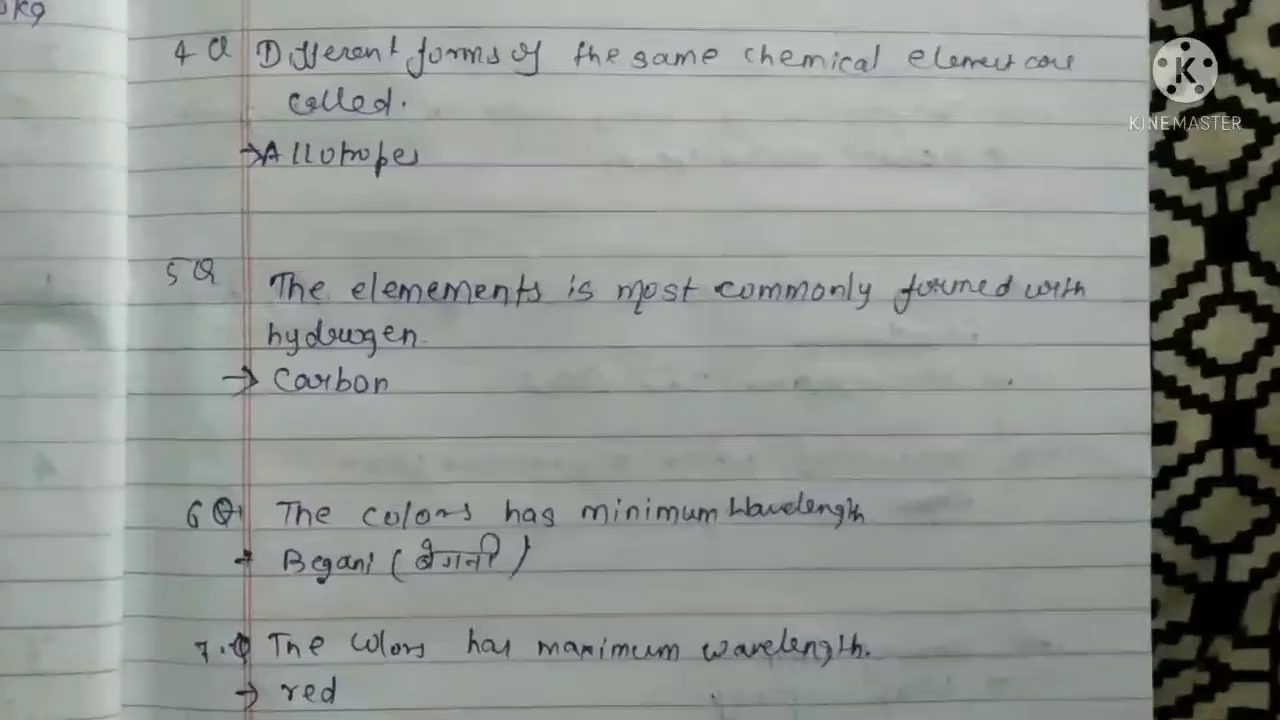 4 Q Different forms of the same chemical element are
called.
→ Allotropes
5 Q The elemements is most commonly formed with
hydrogen.
→ Carbon
6 Q The colors has minimum wavelength
→ Begani (बेगनी)
7. Q The colors has maximum wavelength.
→ red
K
KINEMASTER